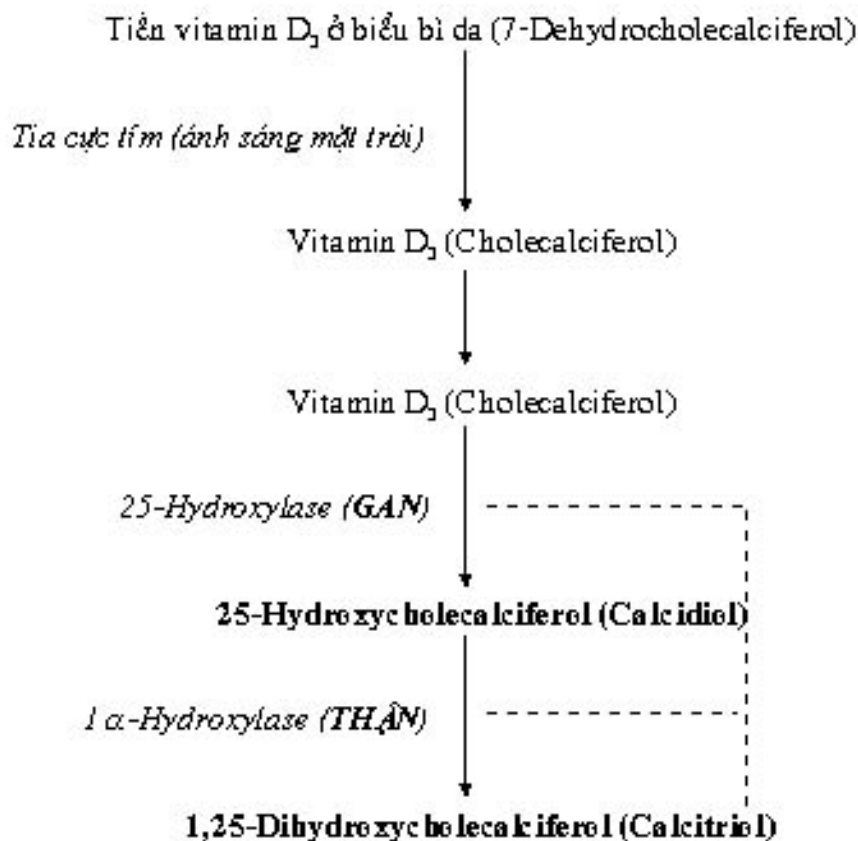 Tiền vitamin D₃ ở biểu bì da (7-Dehydrocholecalciferol)
Tia cực tím (ánh sáng mặt trời)
Vitamin D₃ (Cholecalciferol)
Vitamin D₃ (Cholecalciferol)
25-Hydroxylase (GAN)
25-Hydroxycholecalciferol (Calcidiol)
1α-Hydroxylase (THẬN)
1,25-Dihydroxycholecalciferol (Calcitriol)